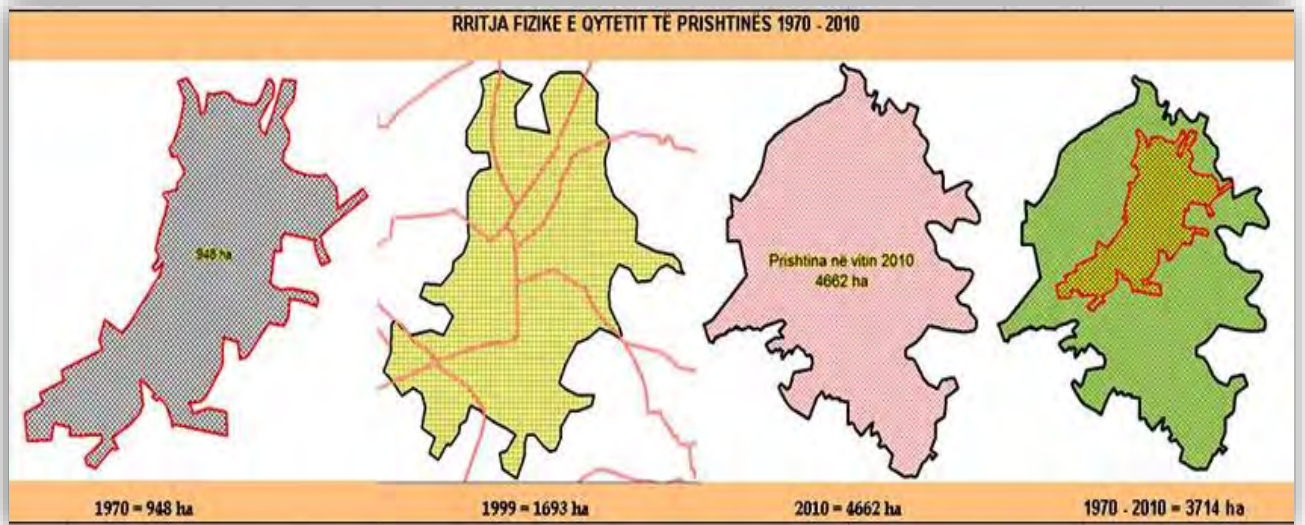 RRITJA FIZIKE E QYTETIT TË PRISHTINËS 1970 - 2010
948 ha
Prishtina në vitin 2010
4662 ha
1970 = 948 ha
1999 = 1693 ha
2010 = 4662 ha
1970 - 2010 = 3714 ha